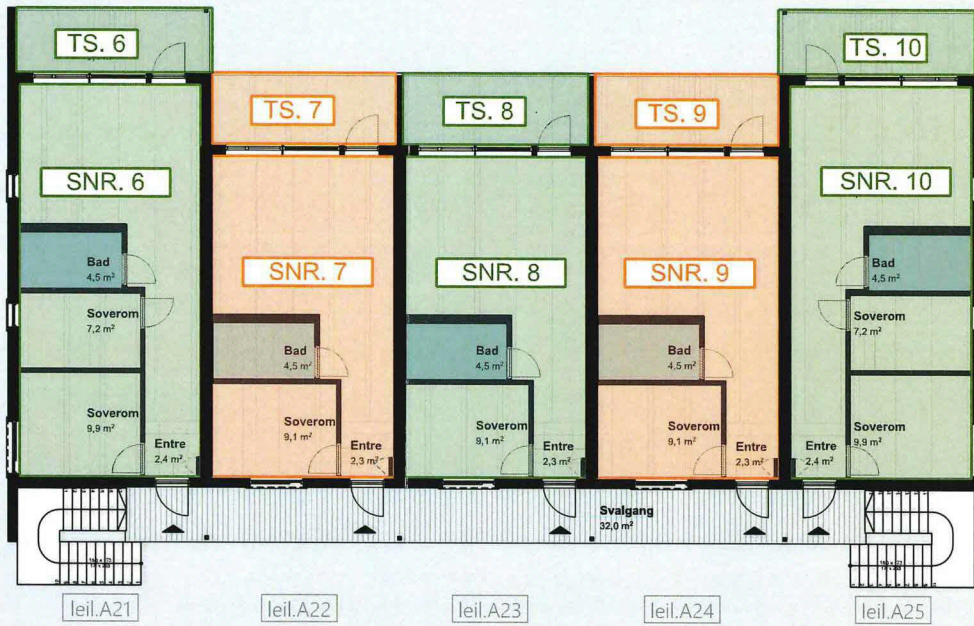 TS. 6
TS. 10
TS. 7
TS. 8
TS. 9
SNR. 6
SNR. 10
SNR. 7
SNR. 8
SNR. 9
Bad
4,5 m²
Bad
4,5 m²
Soverom
7,2 m²
Soverom
7,2 m²
Bad
4,5 m²
Bad
4,5 m²
Bad
4,5 m²
Soverom
9,9 m²
Soverom
9,1 m²
Soverom
9,1 m²
Soverom
9,1 m²
Soverom
9,9 m²
Entre
2,4 m²
Entre
2,3 m²
Entre
2,3 m²
Entre
2,3 m²
Entre
2,4 m²
Svalgang
32,0 m²
leil.A21
leil.A22
leil.A23
leil.A24
leil.A25